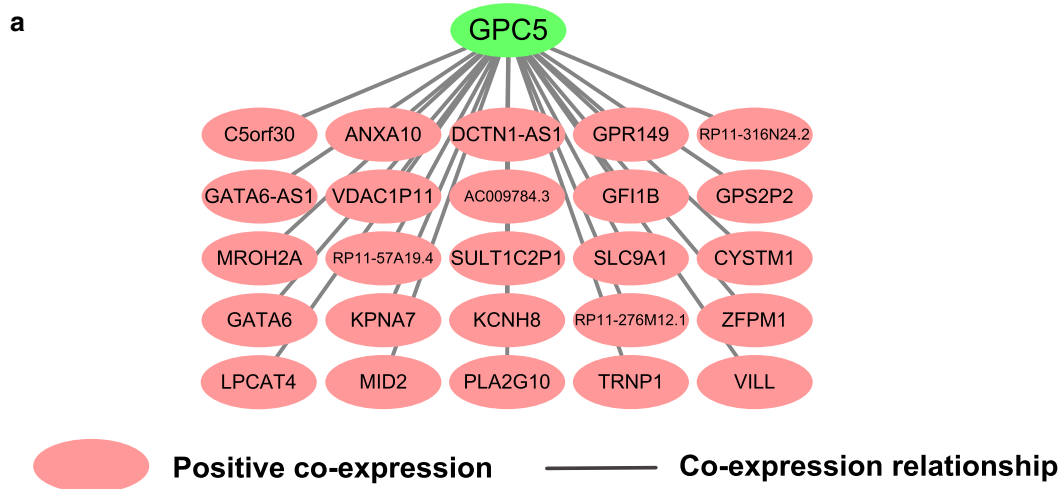 a
GPC5
C5orf30 ANXA10 DCTN1-AS1 GPR149 RP11-316N24.2
GATA6-AS1 VDAC1P11 AC009784.3 GFI1B GPS2P2
MROH2A RP11-57A19.4 SULT1C2P1 SLC9A1 CYSTM1
GATA6 KPNA7 KCNH8 RP11-276M12.1 ZFPM1
LPCAT4 MID2 PLA2G10 TRNP1 VILL
Positive co-expression Co-expression relationship